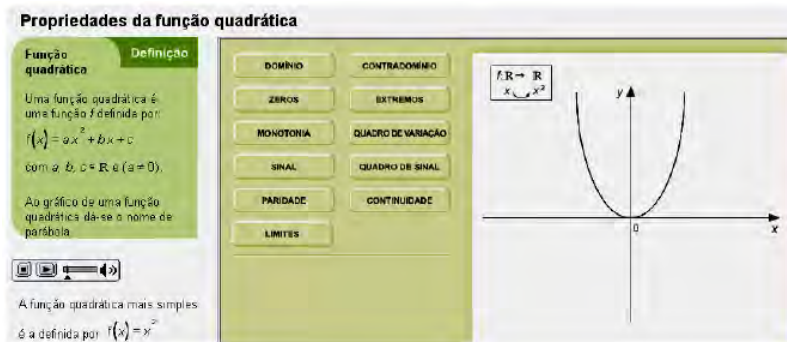 Propriedades da função quadrática
Função quadrática
Definição
Uma função quadrática é
uma função f definida por:
f(x) = ax² + bx + c
com a, b, c ∈ R e (a ≠ 0).
Ao gráfico de uma função
quadrática dá-se o nome de
parábola.
A função quadrática mais simples
é a definida por f(x) = x²
DOMÍNIO
CONTRADOMÍNIO
ZEROS
EXTREMOS
MONOTONIA
QUADRO DE VARIAÇÃO
SINAL
QUADRO DE SINAL
PARIDADE
CONTINUIDADE
LIMITES
f: R → R
x x²
y
0
x